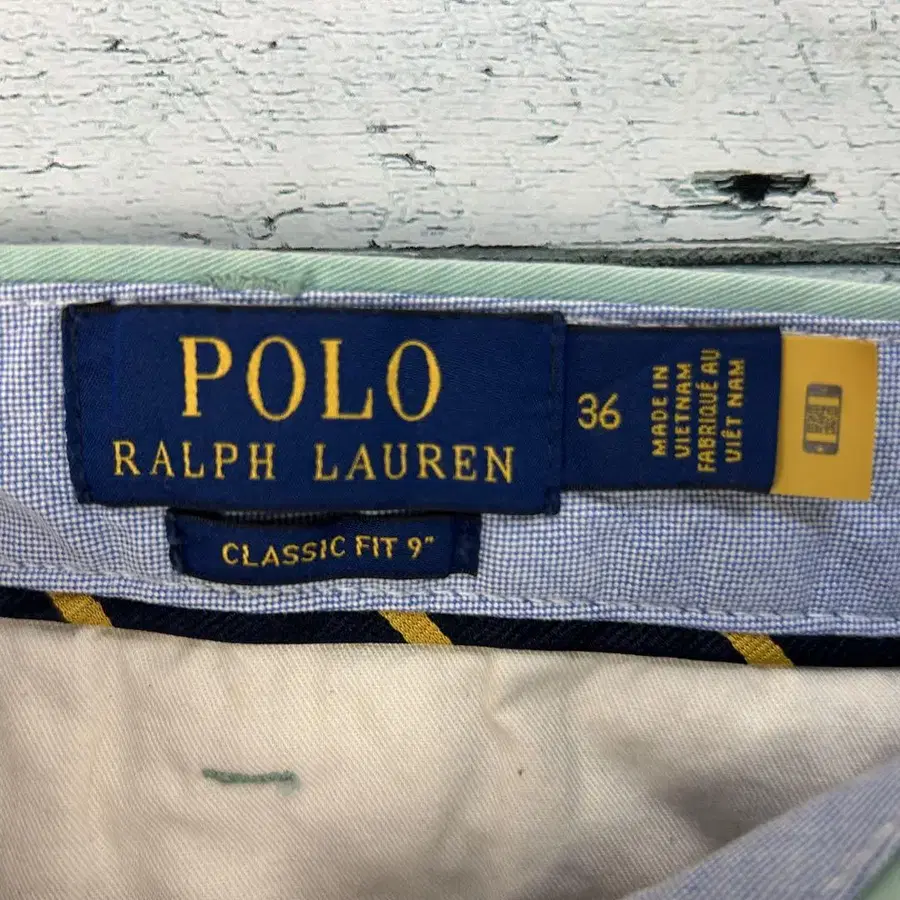 POLO
RALPH LAUREN
36
MADE IN
VIETNAM
FABRIQUÉ AU
VIÊT NAM
CLASSIC FIT 9"